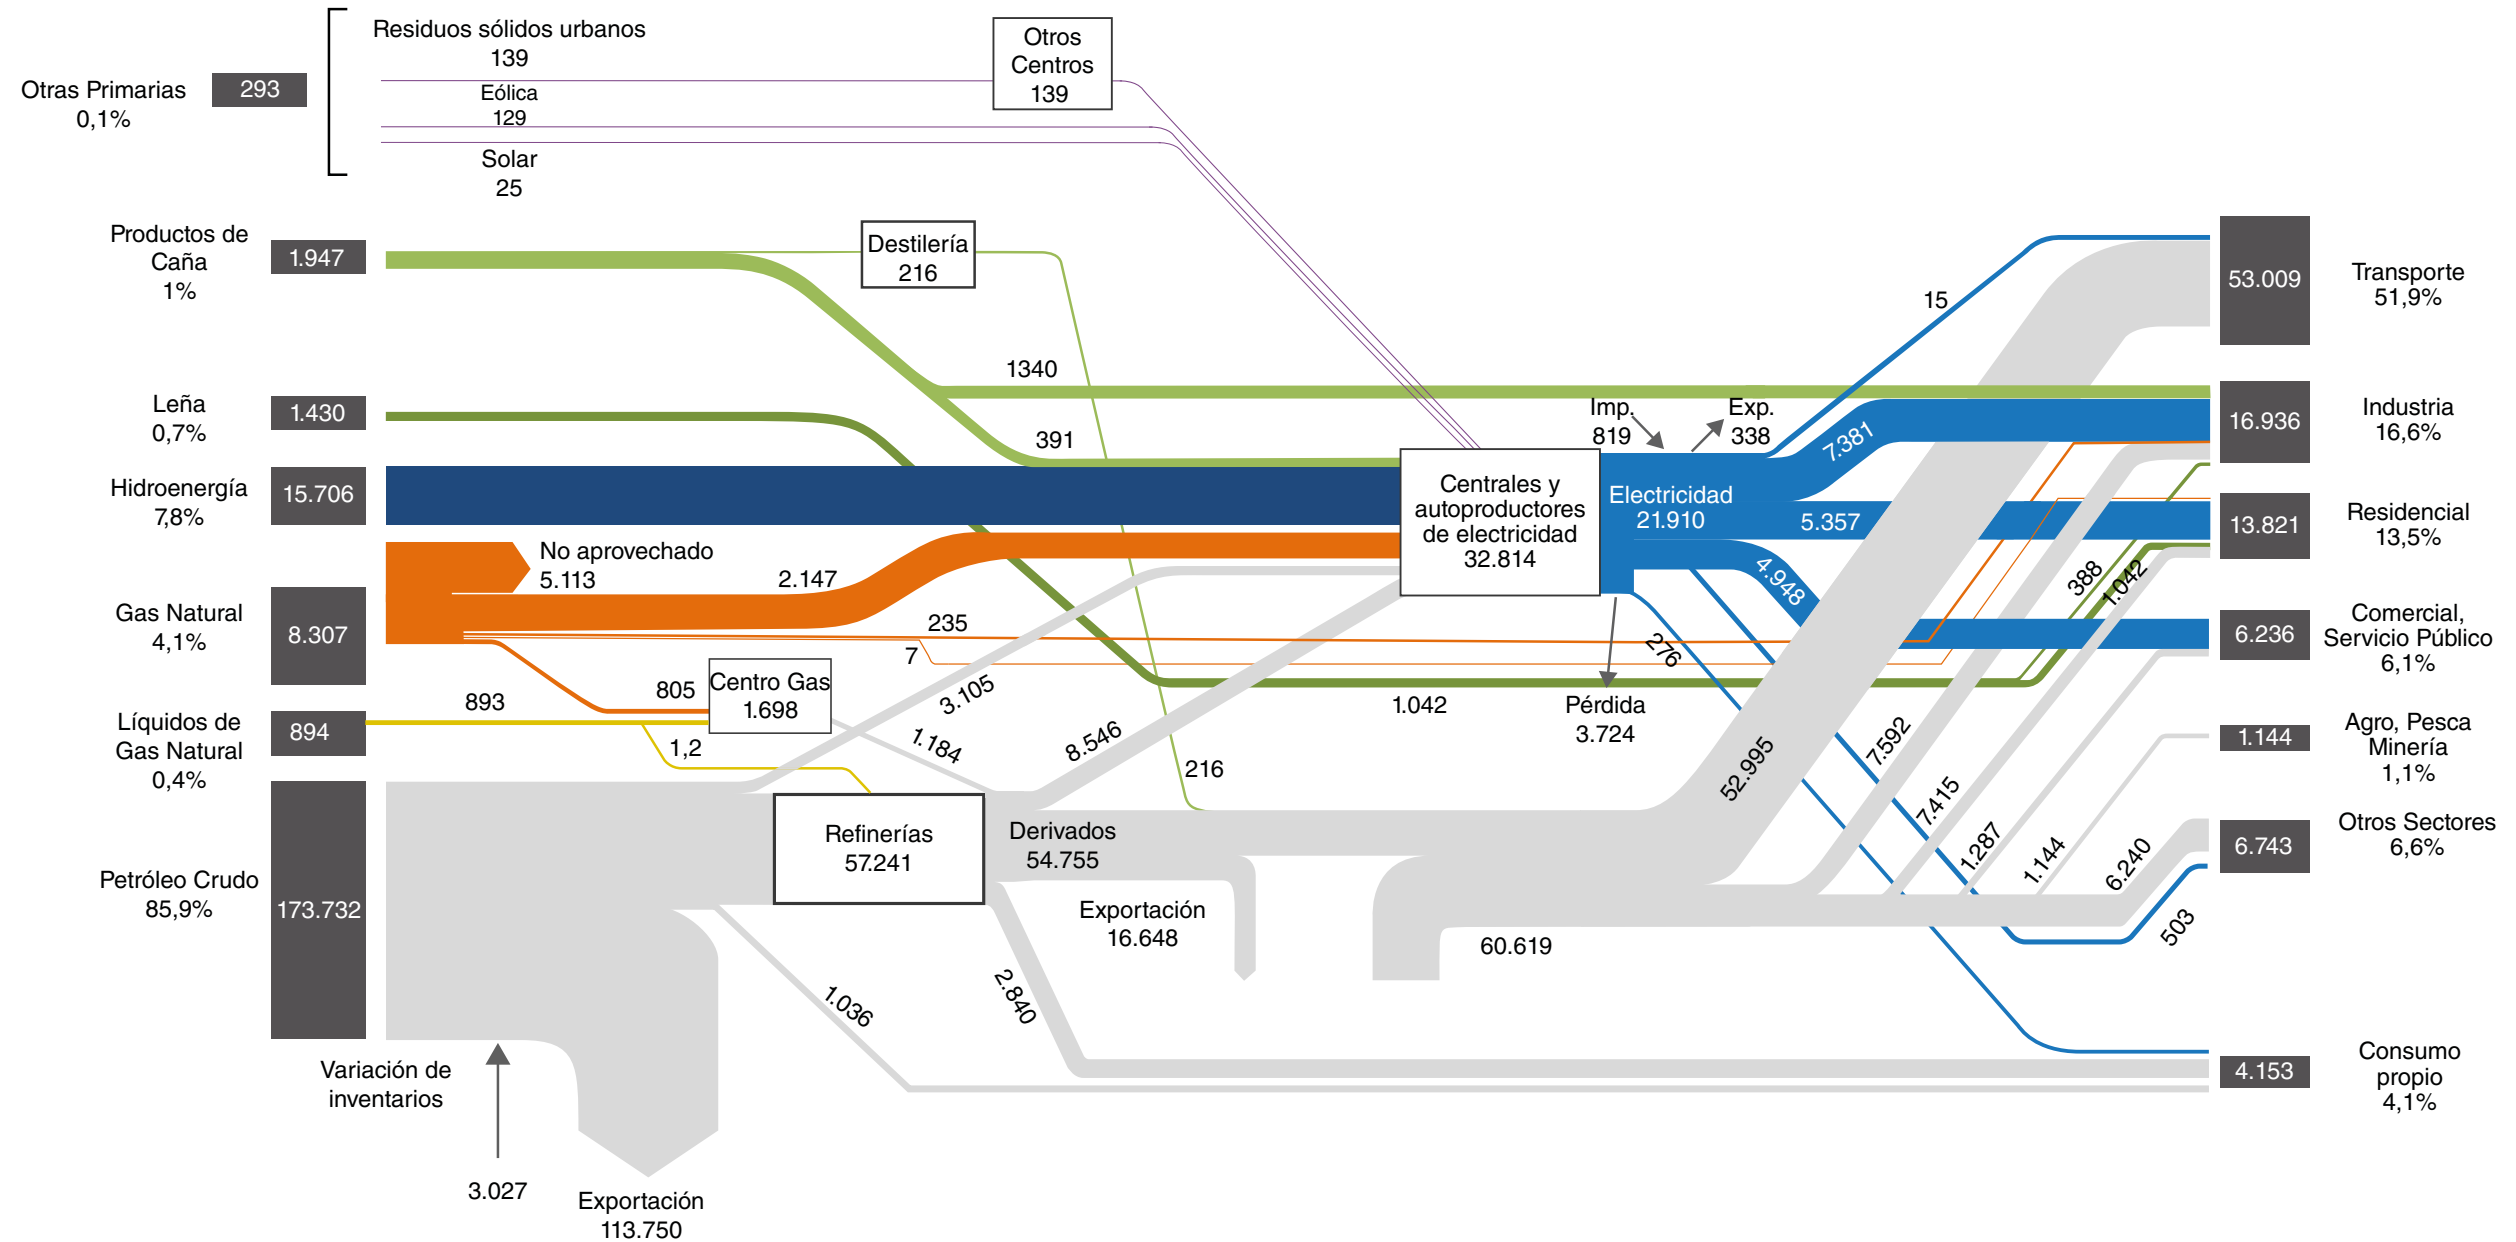 Otras Primarias
0,1%
293
Residuos sólidos urbanos
139
Eólica
129
Solar
25
Otros
Centros
139
Productos de
Caña
1%
1.947
Destilería
216
1340
391
Leña
0,7%
1.430
Hidroenergía
7,8%
15.706
Gas Natural
4,1%
8.307
No aprovechado
5.113
2.147
235
7
805
Líquidos de
Gas Natural
0,4%
894
893
1,2
Centro Gas
1.698
1.184
3.105
8.546
216
Petróleo Crudo
85,9%
173.732
Refinerías
57.241
Derivados
54.755
Exportación
16.648
1.036
2.840
Variación de
inventarios
3.027
Exportación
113.750
Centrales y
autoproductores
de electricidad
32.814
Imp.
819
Exp.
338
Electricidad
21.910
15
7.381
5.357
4.948
276
Pérdida
3.724
1.042
388
1.042
52.995
7.592
7.415
1.287
1.144
6.240
503
60.619
53.009
Transporte
51,9%
16.936
Industria
16,6%
13.821
Residencial
13,5%
6.236
Comercial,
Servicio Público
6,1%
1.144
Agro, Pesca
Minería
1,1%
6.743
Otros Sectores
6,6%
4.153
Consumo
propio
4,1%